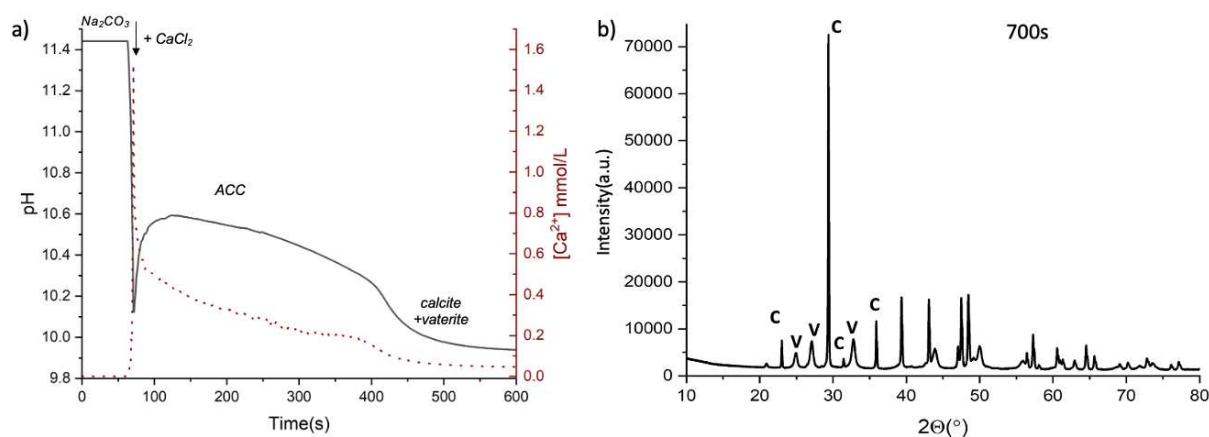 a)
Na₂CO₃
+ CaCl₂
11.4
11.2
11.0
10.8
10.6
10.4
10.2
10.0
9.8
pH
ACC
calcite
+vaterite
1.6
1.4
1.2
1.0
0.8
0.6
0.4
0.2
0.0
[Ca²⁺] mmol/L
0 100 200 300 400 500 600
Time(s)
b)
700s
70000
60000
50000
40000
30000
20000
10000
0
Intensity(a.u.)
C
C
V
V
C
V
C
10 20 30 40 50 60 70 80
2Θ(°)